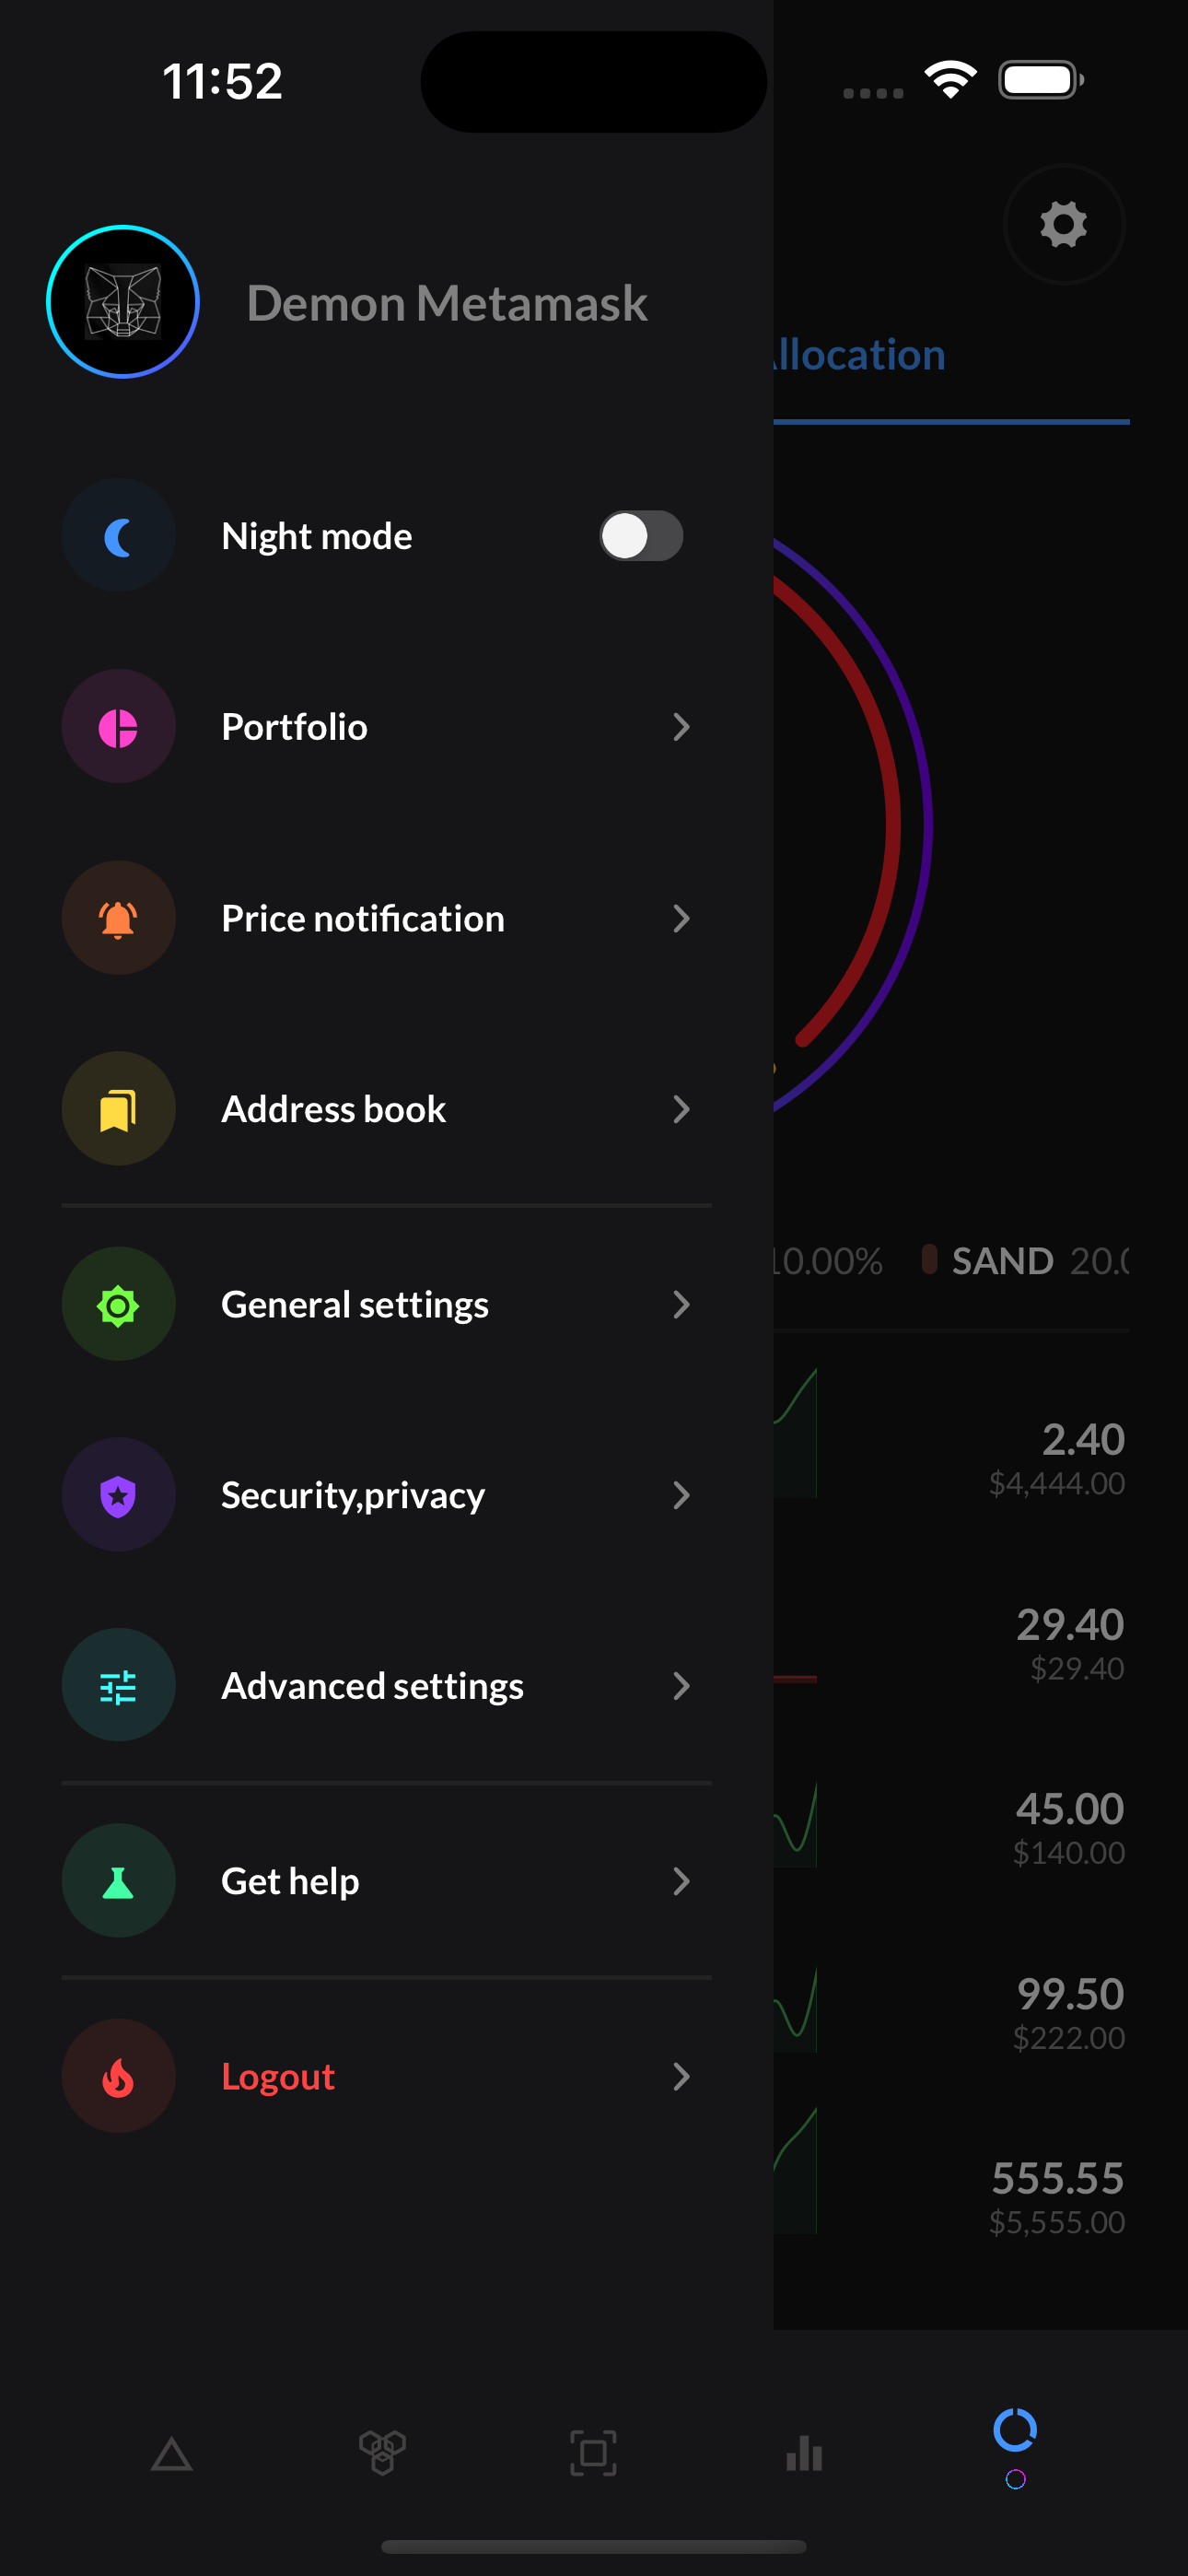 11:52
Demon Metamask
llocation
Night mode
Portfolio
Price notification
Address book
10.00% SAND 20.0
General settings
2.40
$4,444.00
Security,privacy
29.40
$29.40
Advanced settings
45.00
$140.00
Get help
99.50
$222.00
Logout
555.55
$5,555.00